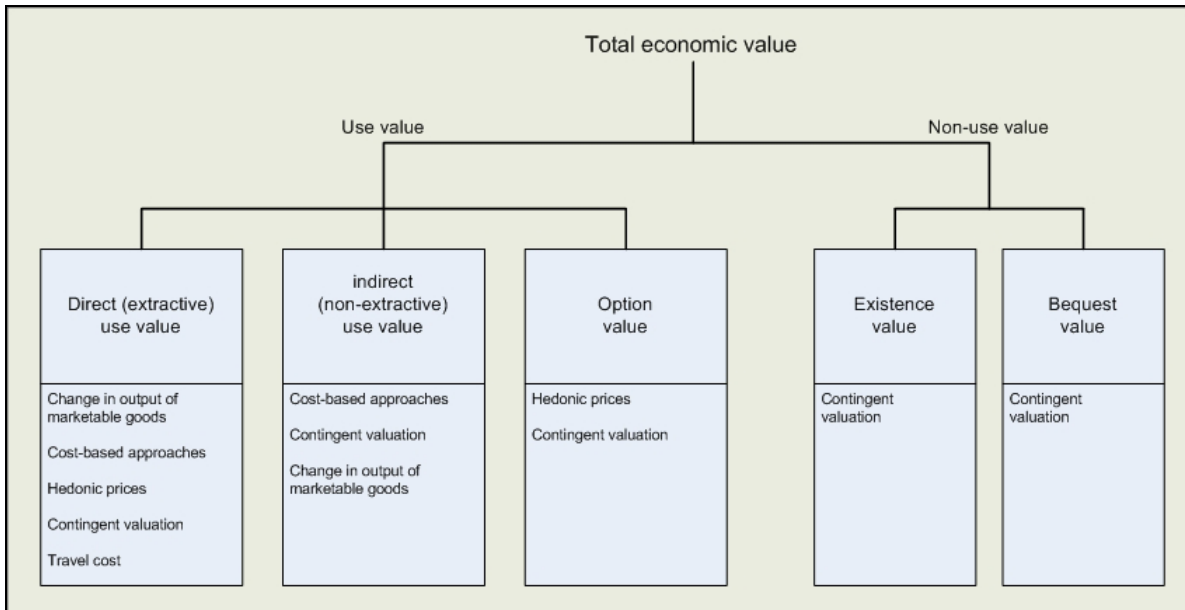 Total economic value
Use value
Non-use value
Direct (extractive)
use value
Change in output of
marketable goods
Cost-based approaches
Hedonic prices
Contingent valuation
Travel cost
indirect
(non-extractive)
use value
Cost-based approaches
Contingent valuation
Change in output of
marketable goods
Option
value
Hedonic prices
Contingent valuation
Existence
value
Contingent
valuation
Bequest
value
Contingent
valuation